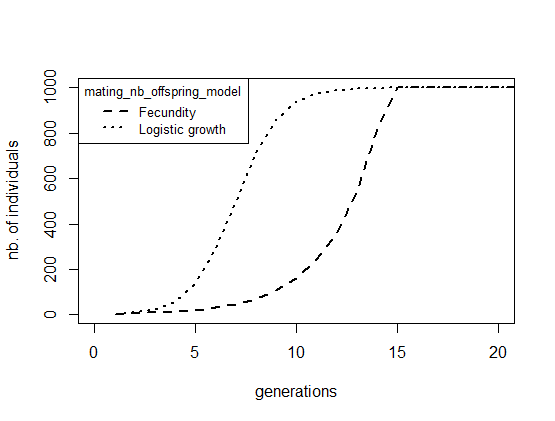 mating_nb_offspring_model
Fecundity
Logistic growth
nb. of individuals
1000
800
600
400
200
0
0 5 10 15 20
generations